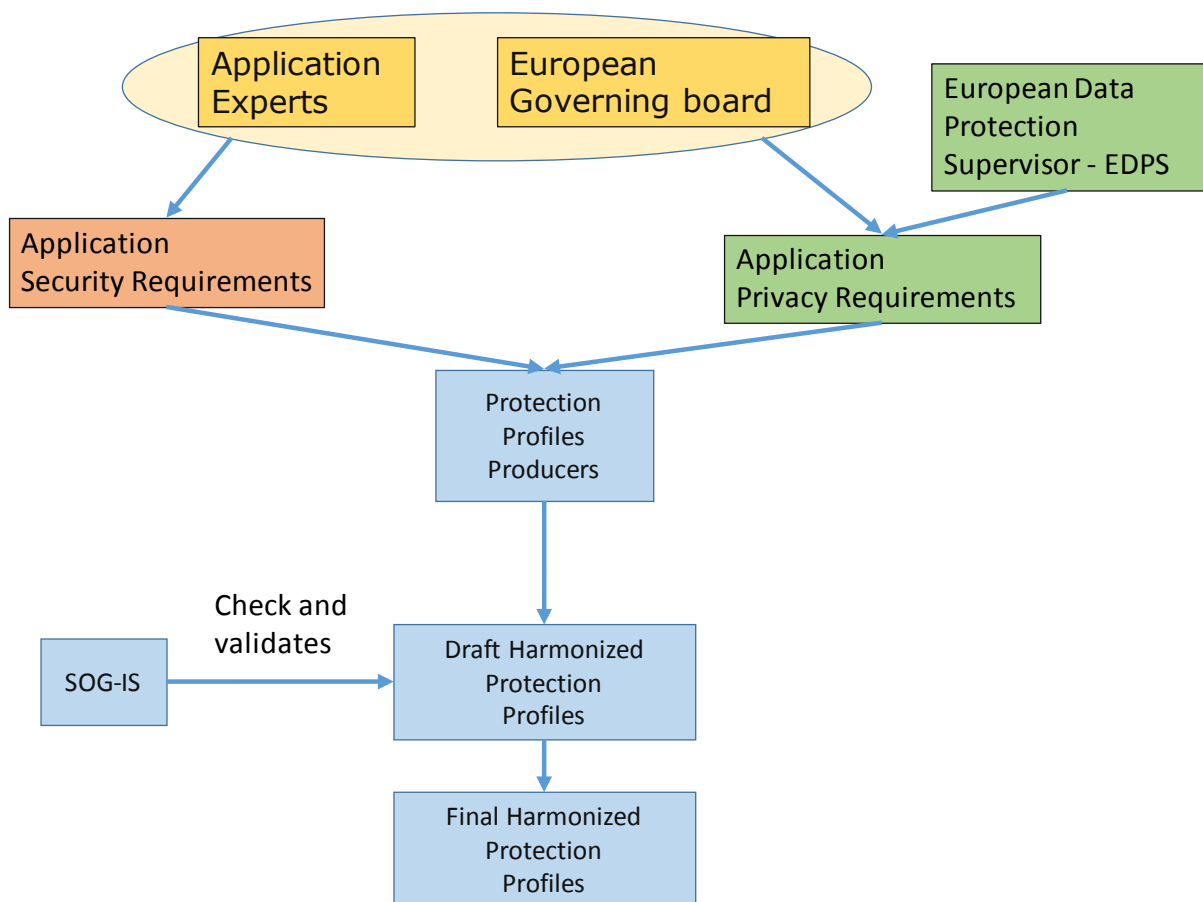 Application
Experts
European
Governing board
European Data
Protection
Supervisor - EDPS
Application
Security Requirements
Application
Privacy Requirements
Protection
Profiles
Producers
Check and
validates
SOG-IS
Draft Harmonized
Protection
Profiles
Final Harmonized
Protection
Profiles